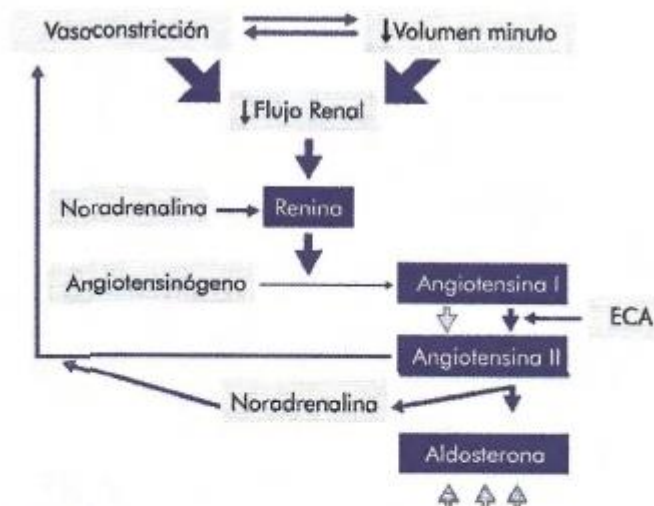 Vasoconstricción
↓Volumen minuto
↓Flujo Renal
Noradrenalina
Renina
Angiotensinógeno
Angiotensina I
ECA
Angiotensina II
Noradrenalina
Aldosterona